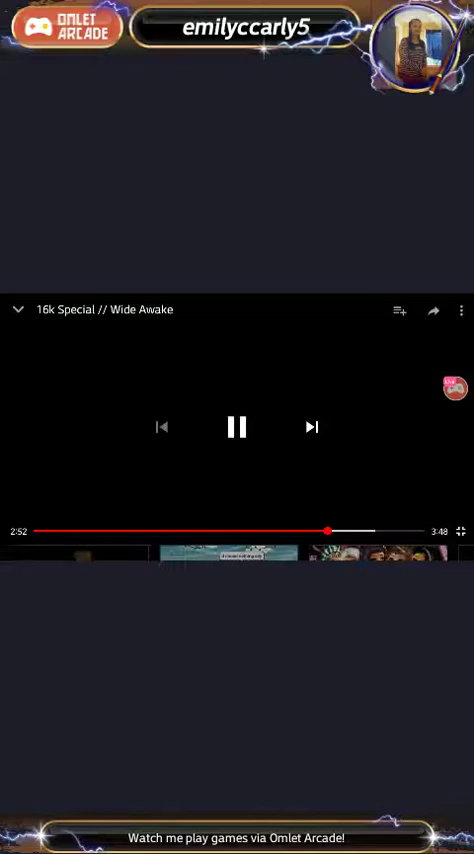 OMLET
ARCADE
emilyccarly5
16k Special // Wide Awake
2:52
3:48
Watch me play games via Omlet Arcade!